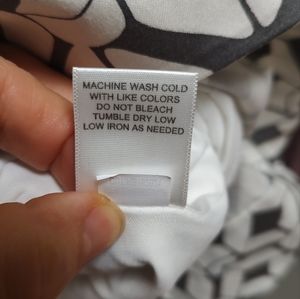 MACHINE WASH COLD
WITH LIKE COLORS
DO NOT BLEACH
TUMBLE DRY LOW
LOW IRON AS NEEDED